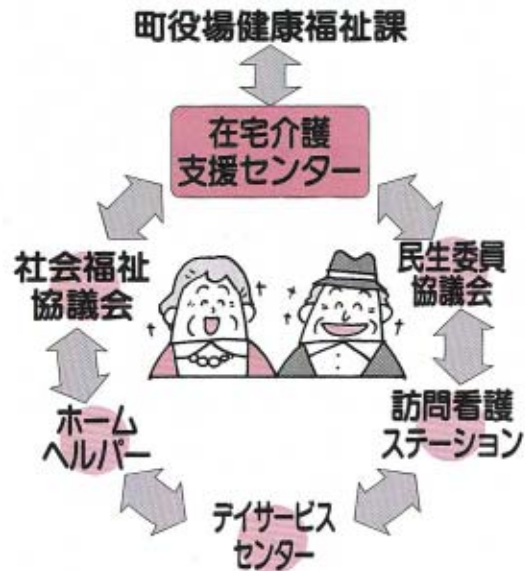 町役場健康福祉課
在宅介護
支援センター
社会福祉
協議会
民生委員
協議会
ホーム
ヘルパー
訪問看護
ステーション
デイサービス
センター